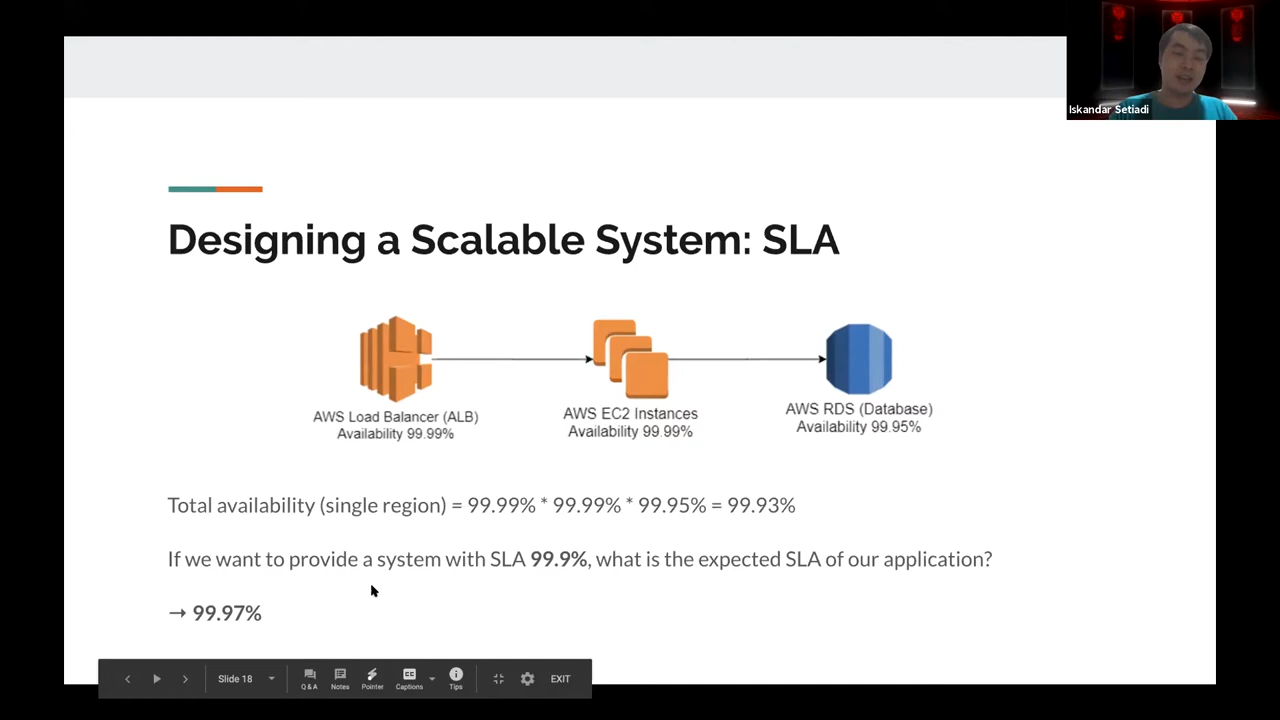 Iskandar Setiadi
Designing a Scalable System: SLA
AWS Load Balancer (ALB)
Availability 99.99%
AWS EC2 Instances
Availability 99.99%
AWS RDS (Database)
Availability 99.95%
Total availability (single region) = 99.99% * 99.99% * 99.95% = 99.93%
If we want to provide a system with SLA 99.9%, what is the expected SLA of our application?
→ 99.97%
Slide 18
Q & A
Notes
Pointer
CC
Captions
Tips
EXIT